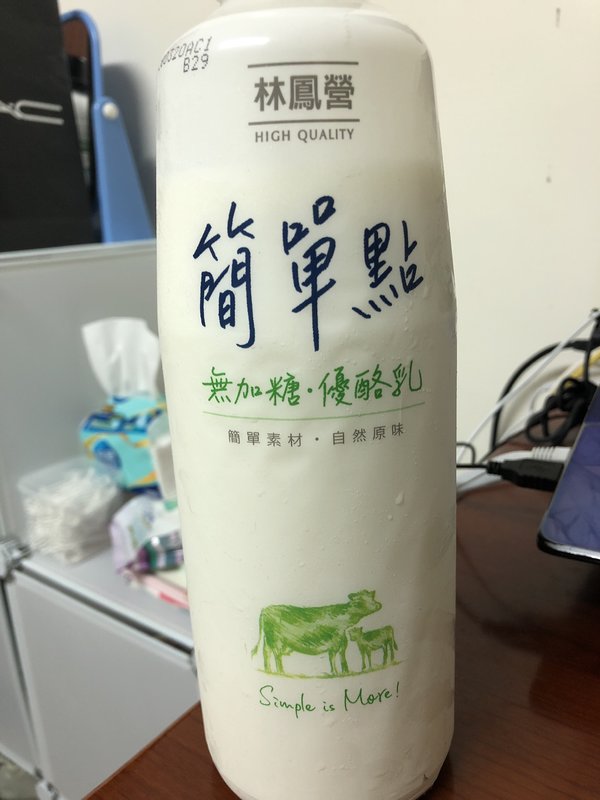 B29
林鳳營
HIGH QUALITY
簡單點
無加糖·優酪乳
簡單素材·自然原味
Simple is More!